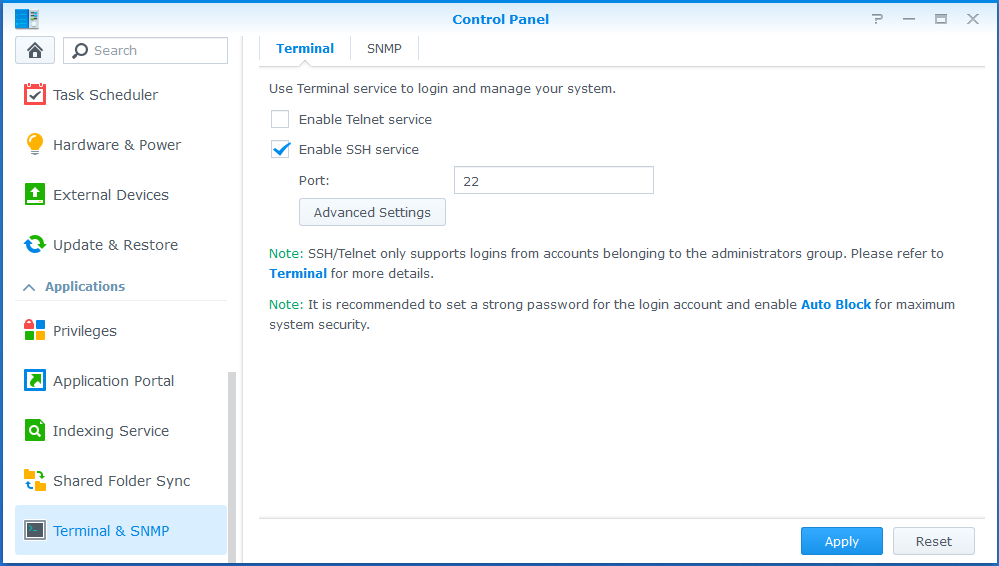 Control Panel
Search
Task Scheduler
Hardware & Power
External Devices
Update & Restore
Applications
Privileges
Application Portal
Indexing Service
Shared Folder Sync
Terminal & SNMP
Terminal SNMP
Use Terminal service to login and manage your system.
Enable Telnet service
Enable SSH service
Port: 22
Advanced Settings
Note: SSH/Telnet only supports logins from accounts belonging to the administrators group. Please refer to
Terminal for more details.
Note: It is recommended to set a strong password for the login account and enable Auto Block for maximum
system security.
Apply Reset